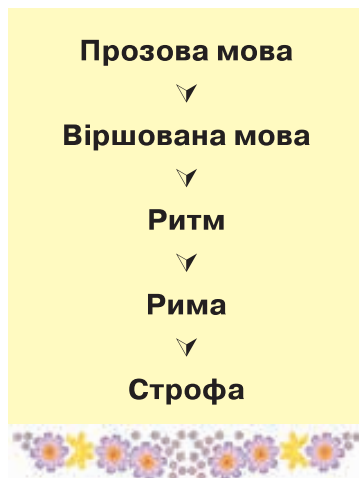 Прозова мова
Віршована мова
Ритм
Рима
Строфа